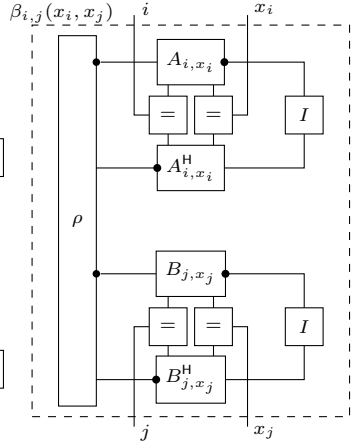 β_{i,j}(x_i, x_j) i x_i
A_{i,x_i}
= = I
A^H_{i,x_i}
ρ
B_{j,x_j}
= = I
B^H_{j,x_j}
j x_j